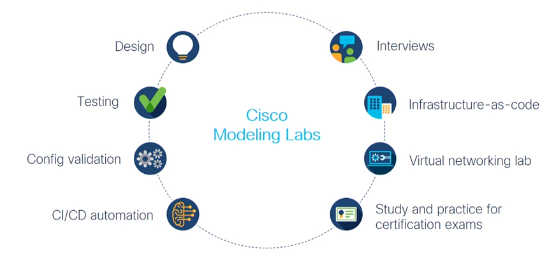 Design
Testing
Config validation
CI/CD automation
Cisco
Modeling Labs
Interviews
Infrastructure-as-code
Virtual networking lab
Study and practice for
certification exams